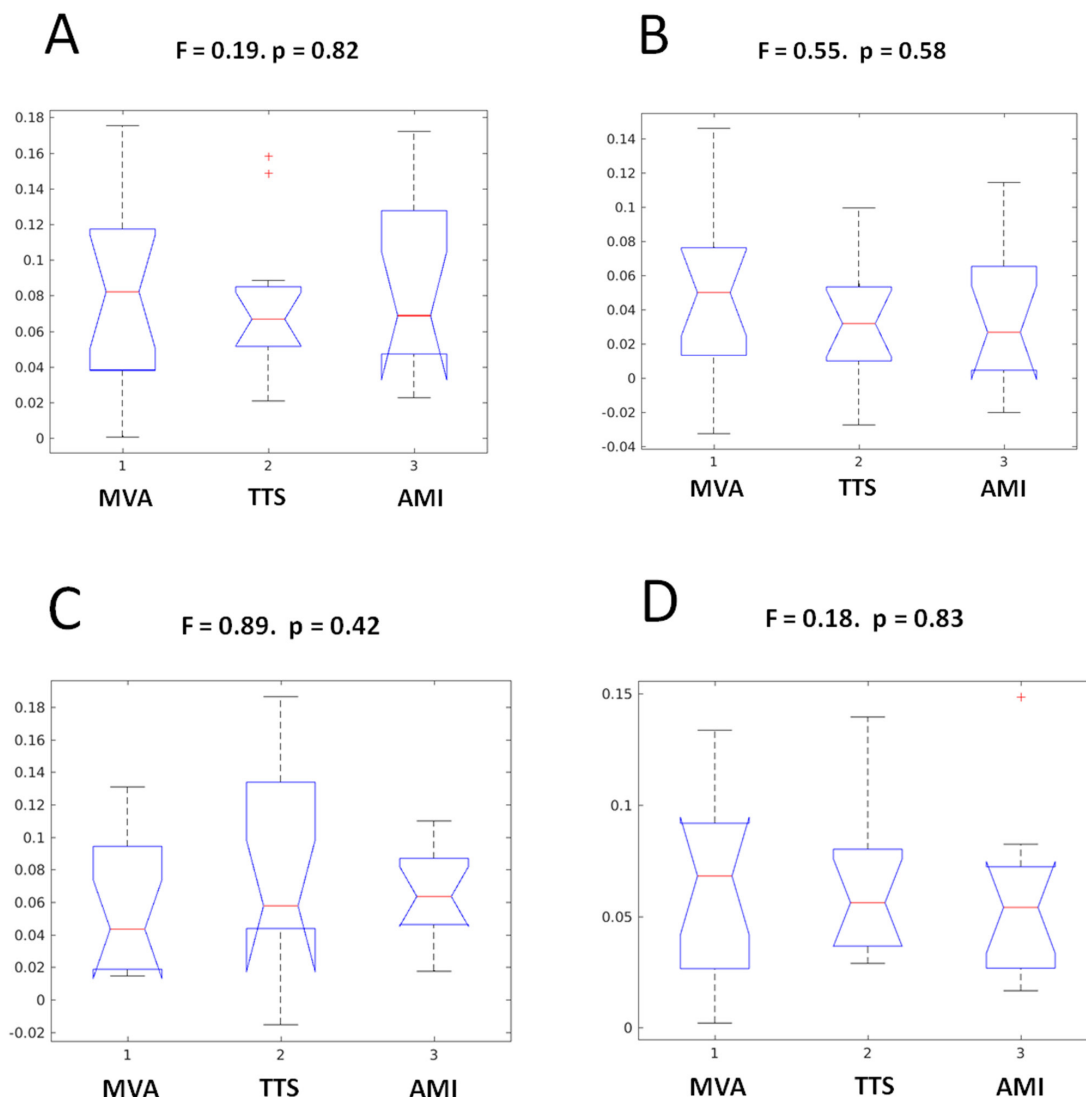 A
F = 0.19. p = 0.82
0.18
0.16
0.14
0.12
0.1
0.08
0.06
0.04
0.02
0
1 2 3
MVA TTS AMI
B
F = 0.55. p = 0.58
0.14
0.12
0.1
0.08
0.06
0.04
0.02
0
-0.02
-0.04
1 2 3
MVA TTS AMI
C
F = 0.89. p = 0.42
0.18
0.16
0.14
0.12
0.1
0.08
0.06
0.04
0.02
0
-0.02
1 2 3
MVA TTS AMI
D
F = 0.18. p = 0.83
0.15
0.1
0.05
0
1 2 3
MVA TTS AMI